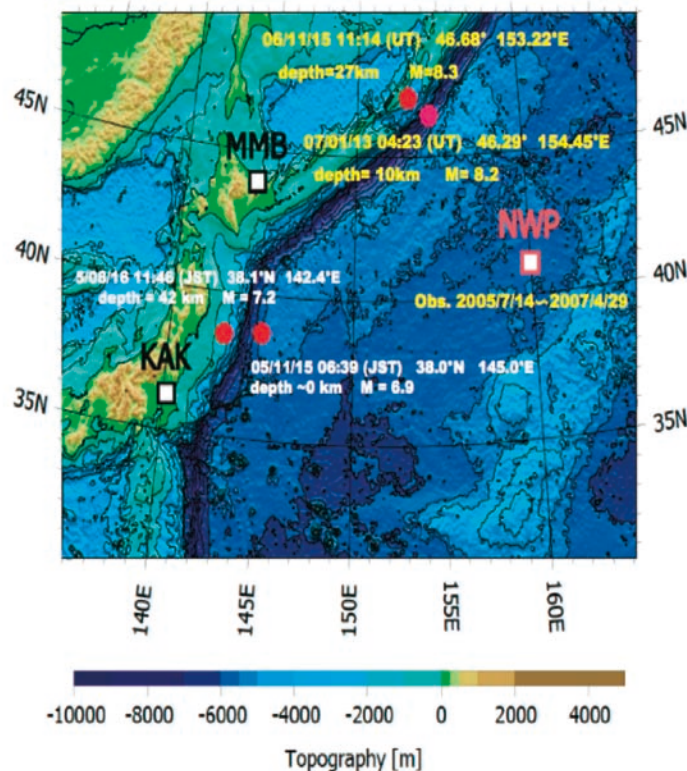 06/11/15 11:14 (UT) 46.68° 153.22°E
depth=27km M=8.3
45N
45N
MMB
07/01/13 04:23 (UT) 46.29° 154.45°E
depth= 10km M= 8.2
NWP
40N
40N
5/08/16 11:46 (JST) 38.1°N 142.4°E
depth = 42 km M = 7.2
Obs. 2005/7/14~2007/4/29
KAK
05/11/15 06:39 (JST) 38.0°N 145.0°E
depth ~0 km M = 6.9
35N
35N
140E
145E
150E
155E
160E
-10000 -8000 -6000 -4000 -2000 0 2000 4000
Topography [m]